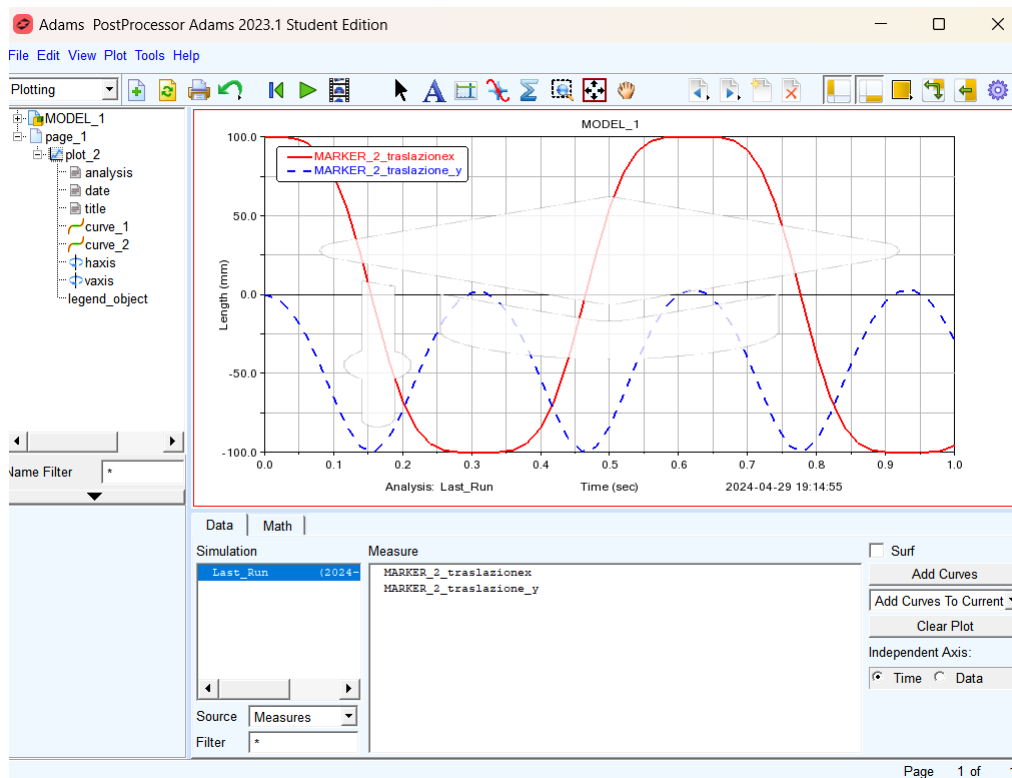 Adams PostProcessor Adams 2023.1 Student Edition
File Edit View Plot Tools Help
Plotting
MODEL_1
page_1
plot_2
analysis
date
title
curve_1
curve_2
haxis
vaxis
legend_object
Name Filter *
MODEL_1
MARKER_2_traslazionex
MARKER_2_traslazione_y
Length (mm)
100.0
50.0
0.0
-50.0
-100.0
0.0 0.1 0.2 0.3 0.4 0.5 0.6 0.7 0.8 0.9 1.0
Analysis: Last_Run Time (sec) 2024-04-29 19:14:55
Data Math
Simulation
Last_Run (2024-
Source Measures
Filter *
Measure
MARKER_2_traslazionex
MARKER_2_traslazione_y
Surf
Add Curves
Add Curves To Current
Clear Plot
Independent Axis:
Time Data
Page 1 of